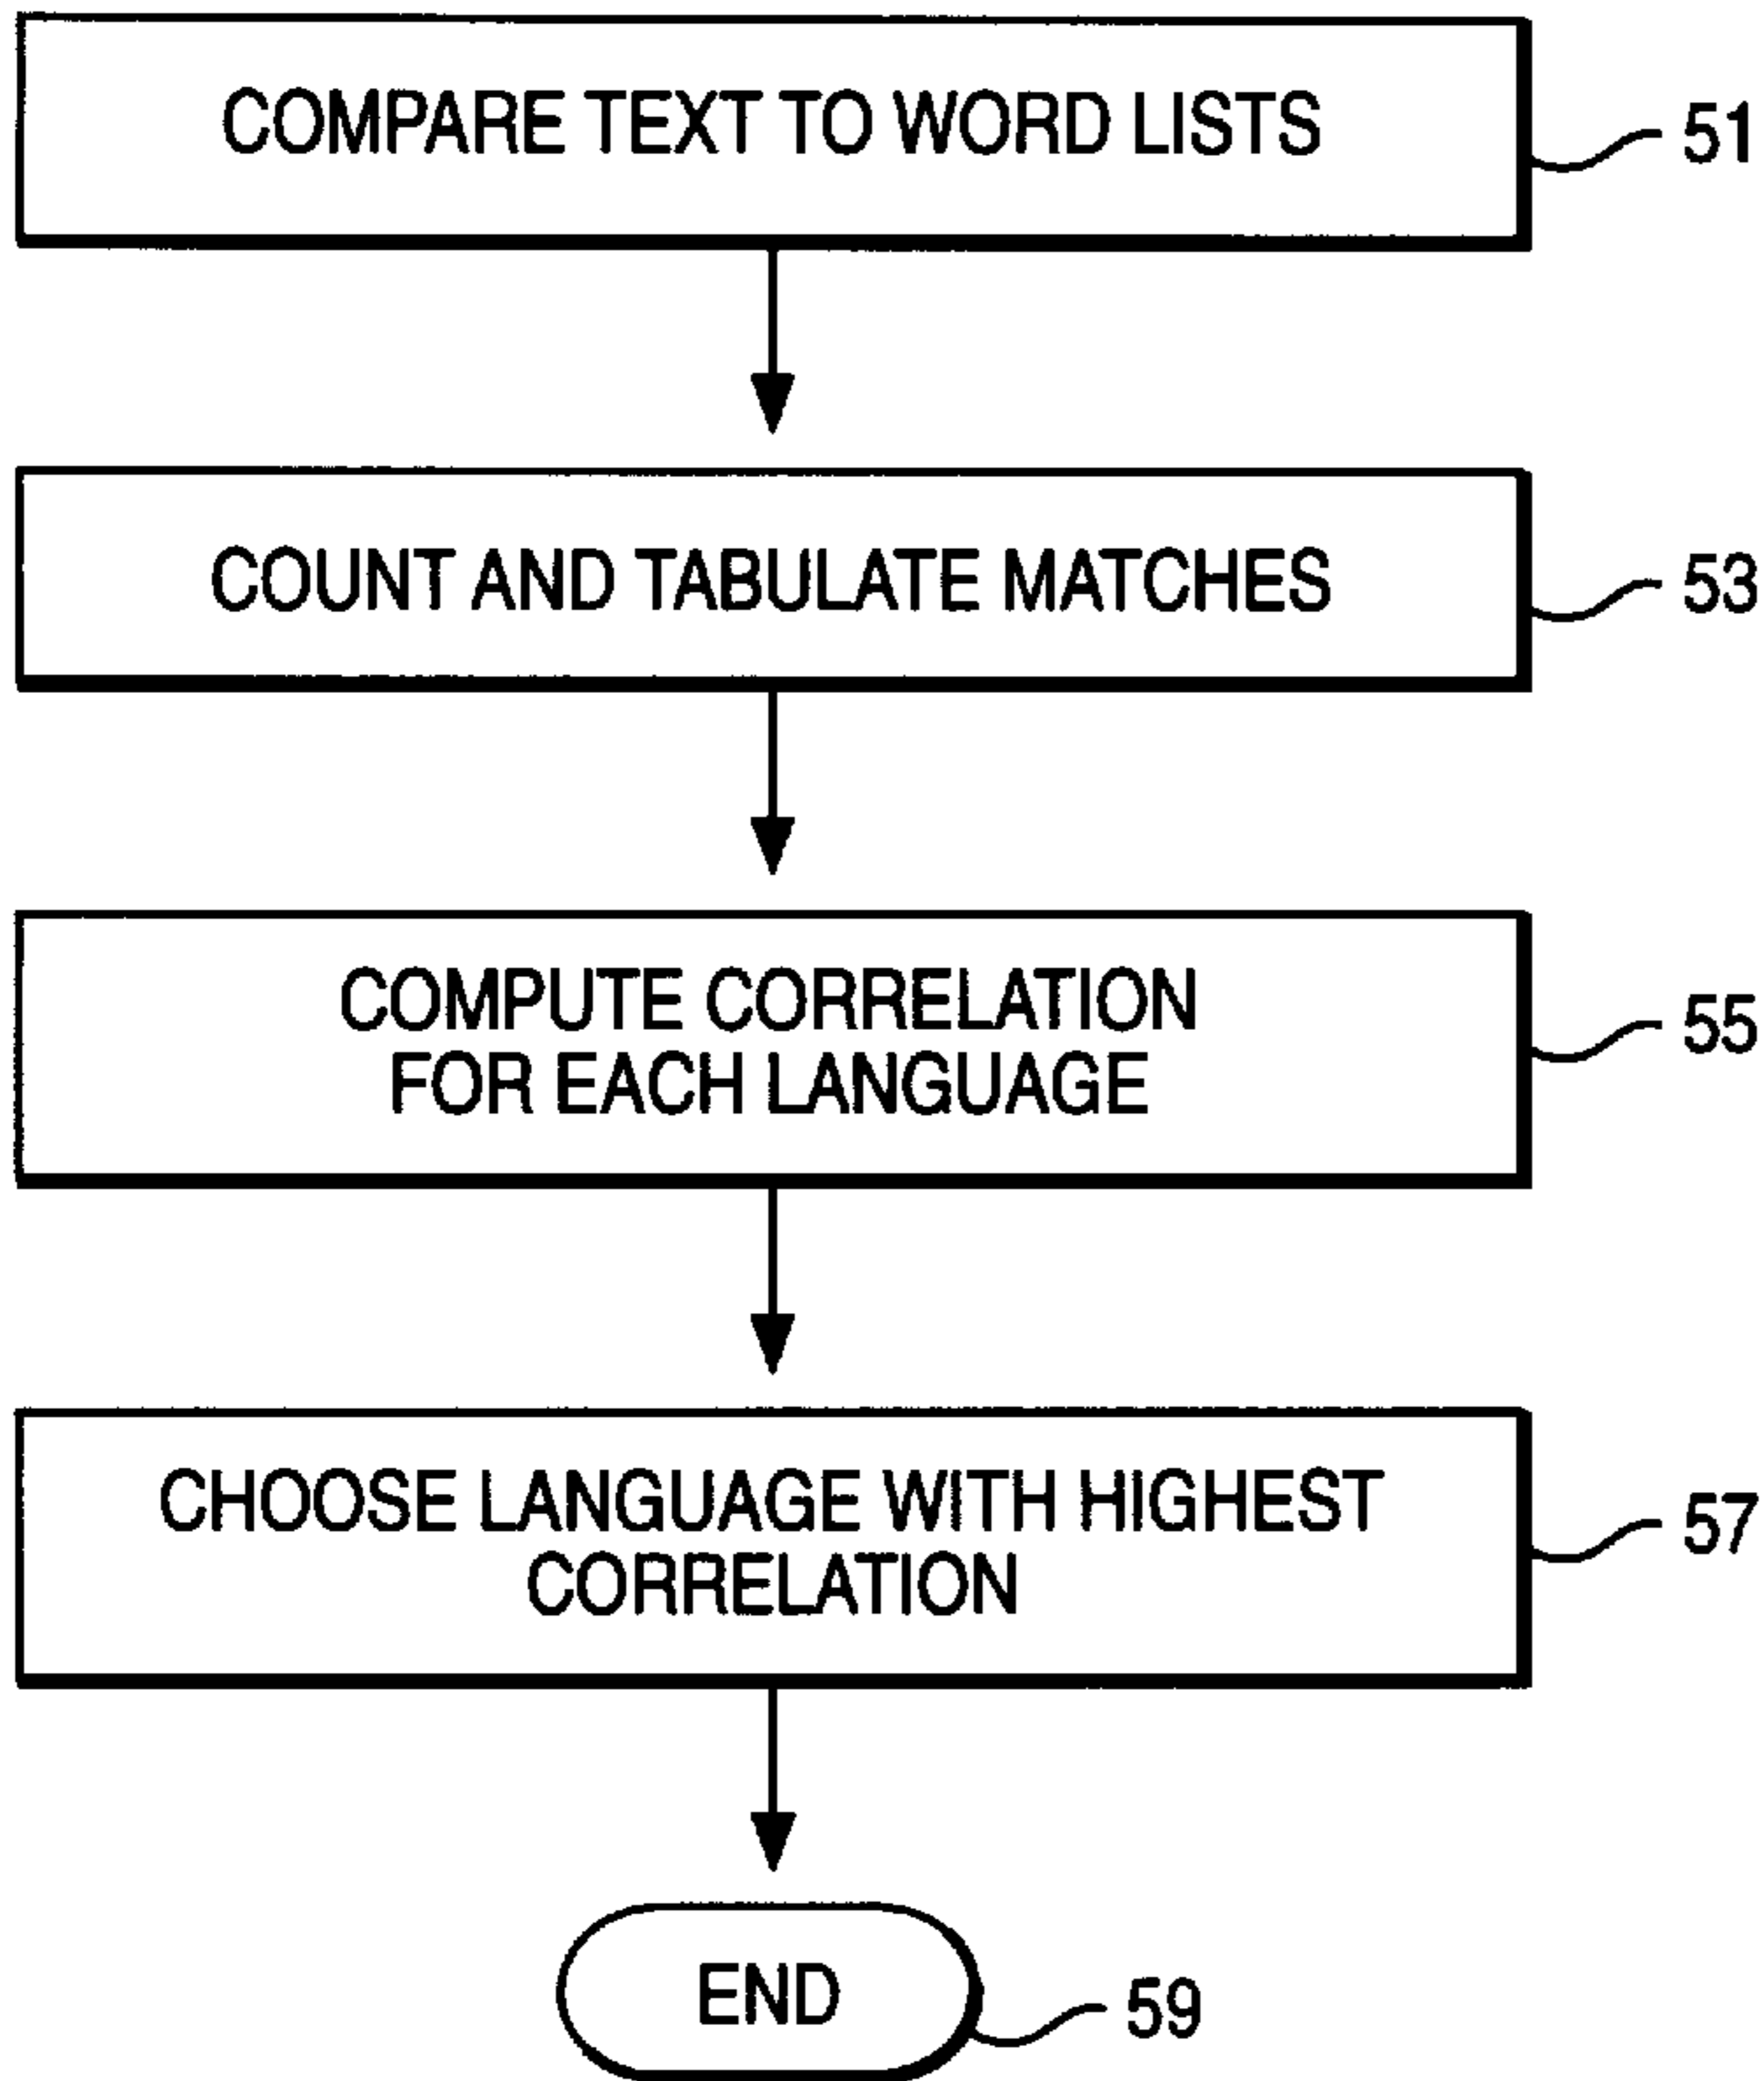 COMPARE TEXT TO WORD LISTS
51
COUNT AND TABULATE MATCHES
53
COMPUTE CORRELATION
FOR EACH LANGUAGE
55
CHOOSE LANGUAGE WITH HIGHEST
CORRELATION
57
END
59